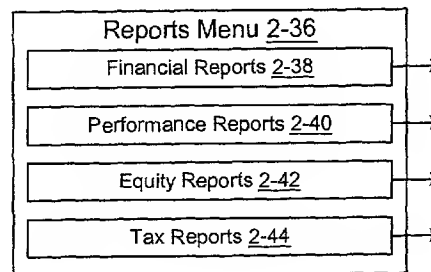 Reports Menu 2-36
Financial Reports 2-38
Performance Reports 2-40
Equity Reports 2-42
Tax Reports 2-44